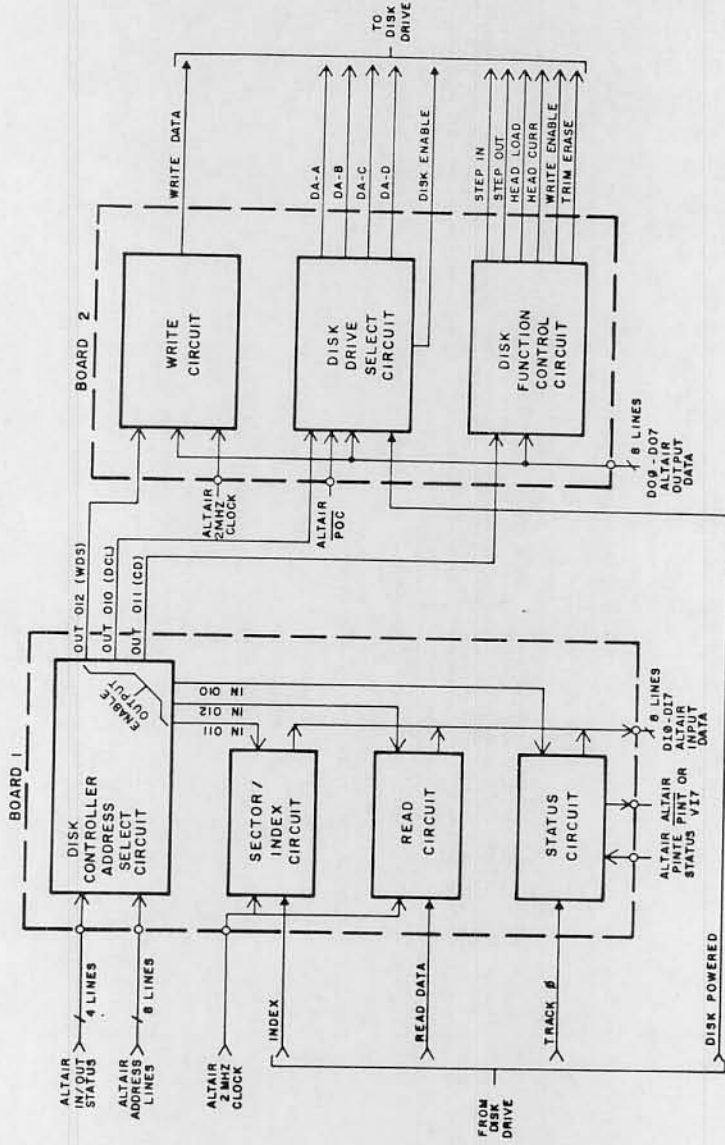 BOARD 1
ALTAIR
IN/OUT
STATUS
4 LINES
ALTAIR
ADDRESS
LINES
8 LINES
DISK
CONTROLLER
ADDRESS
SELECT
CIRCUIT
ENABLE
OUTPUT
OUT 012 (WDS)
OUT 010 (DCL)
OUT 011 (CD)
IN 011
IN 012
IN 010
ALTAIR
2 MHZ
CLOCK
SECTOR/
INDEX
CIRCUIT
INDEX
READ
CIRCUIT
READ DATA
STATUS
CIRCUIT
TRACK Ø
FROM
DISK
DRIVE
DISK POWERED
ALTAIR
PINTE
STATUS
ALTAIR
PINT OR
VI7
8 LINES
DIØ-DI7
ALTAIR
INPUT
DATA
BOARD 2
WRITE
CIRCUIT
WRITE DATA
ALTAIR
2MHZ
CLOCK
ALTAIR
POC
DISK
DRIVE
SELECT
CIRCUIT
DA-A
DA-B
DA-C
DA-D
DISK ENABLE
DISK
FUNCTION
CONTROL
CIRCUIT
STEP IN
STEP OUT
HEAD LOAD
HEAD CURR
WRITE ENABLE
TRIM ERASE
8 LINES
DOØ-DO7
ALTAIR
OUTPUT
DATA
TO
DISK
DRIVE